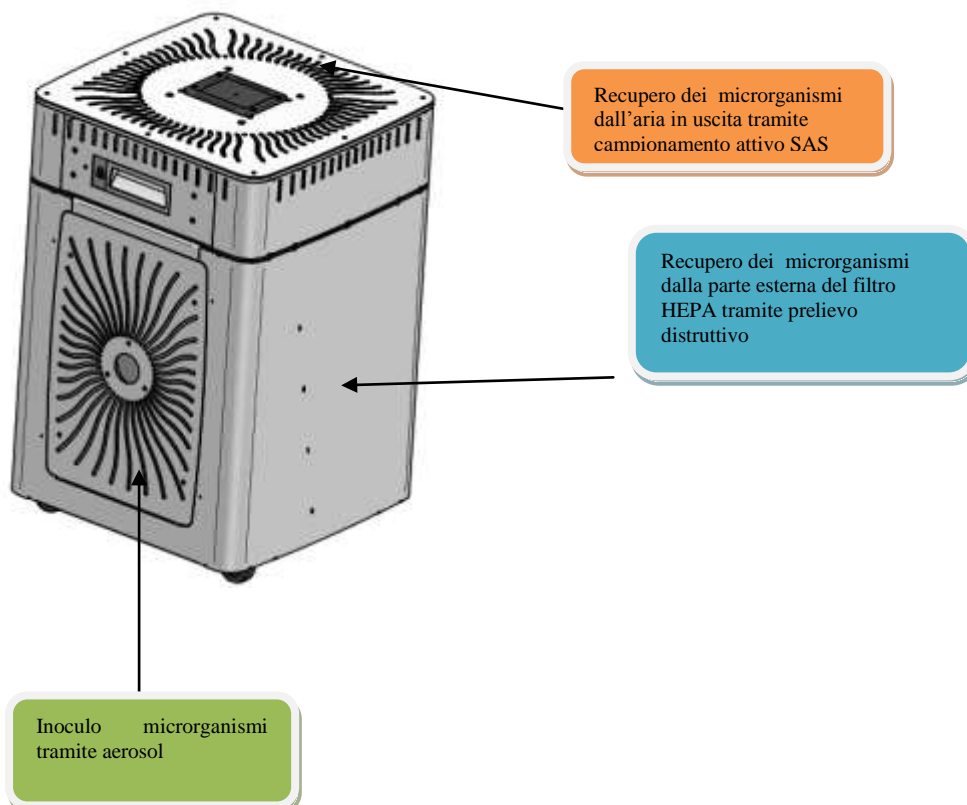 Recupero dei microrganismi
dall'aria in uscita tramite
campionamento attivo SAS
Recupero dei microrganismi
dalla parte esterna del filtro
HEPA tramite prelievo
distruttivo
Inoculo microrganismi
tramite aerosol